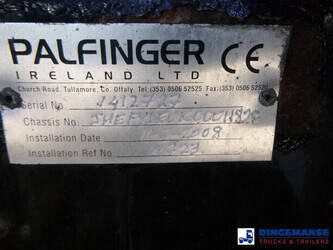 PALFINGER CE
IRELAND LTD
Church Road, Tullamore, Co. Offaly Tel.(353) 0506 52525 Fax.(353) 0506 52520
Serial No
Chassis No.
Installation Date
Installation Ref No
DINGEMANSE
TRUCKS & TRAILERS